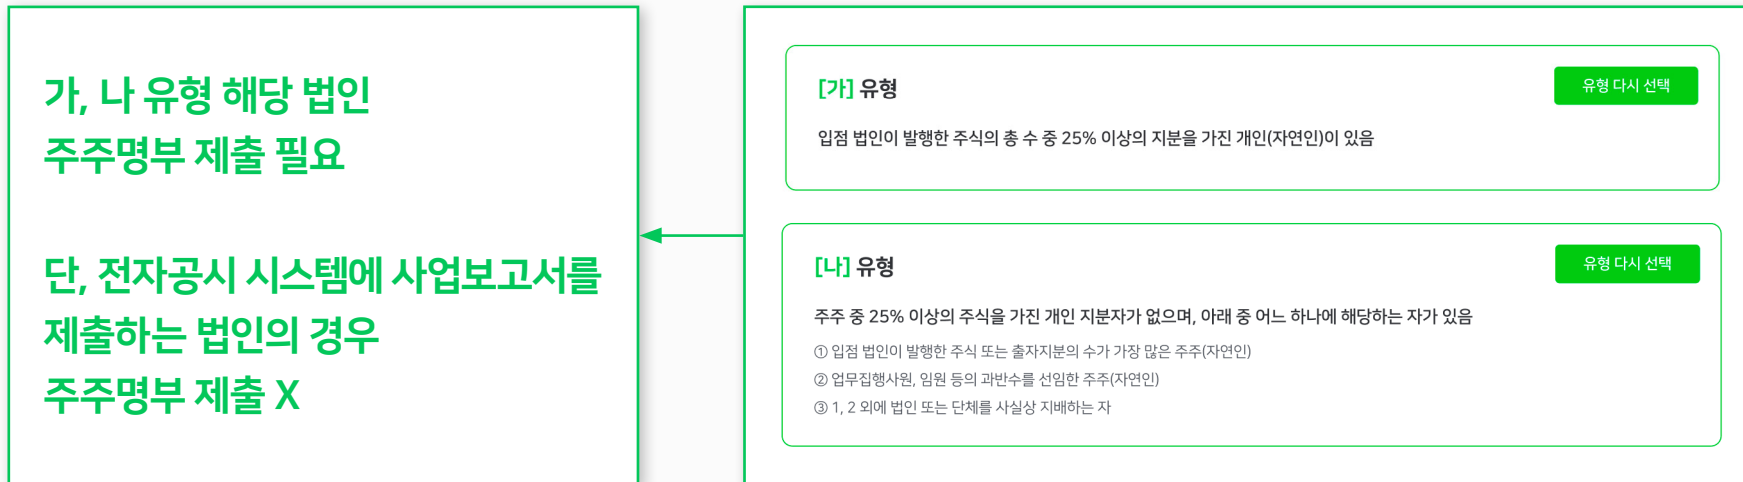 가, 나 유형 해당 법인
주주명부 제출 필요
단, 전자공시 시스템에 사업보고서를
제출하는 법인의 경우
주주명부 제출 X
[가] 유형
유형 다시 선택
입점 법인이 발행한 주식의 총 수 중 25% 이상의 지분을 가진 개인(자연인)이 있음
[나] 유형
유형 다시 선택
주주 중 25% 이상의 주식을 가진 개인 지분자가 없으며, 아래 중 어느 하나에 해당하는 자가 있음
① 입점 법인이 발행한 주식 또는 출자지분의 수가 가장 많은 주주(자연인)
② 업무집행사원, 임원 등의 과반수를 선임한 주주(자연인)
③ 1, 2 외에 법인 또는 단체를 사실상 지배하는 자